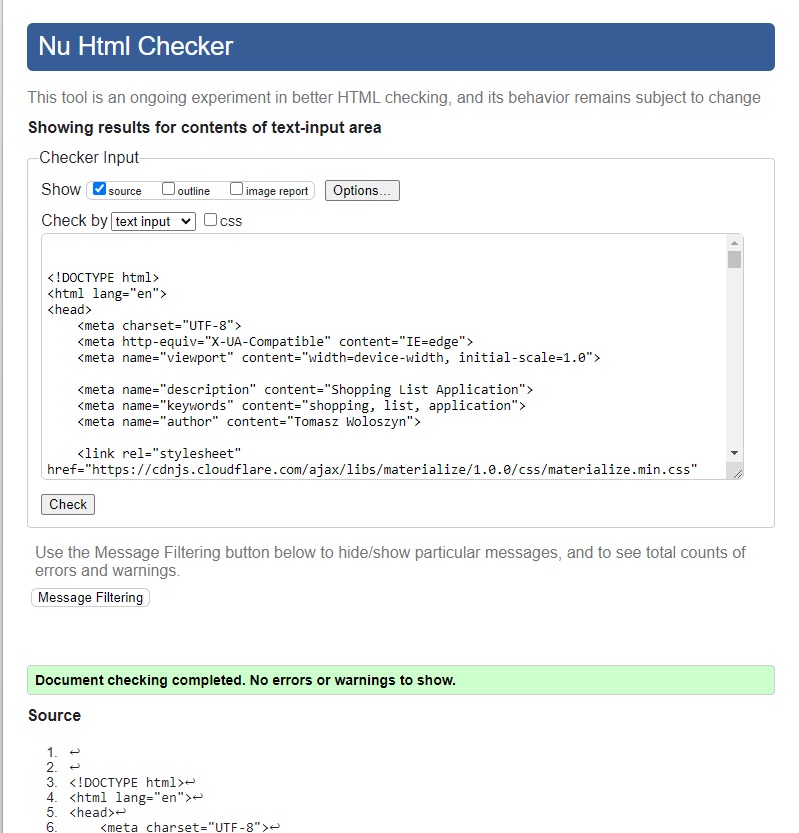 Nu Html Checker
This tool is an ongoing experiment in better HTML checking, and its behavior remains subject to change
Showing results for contents of text-input area
Checker Input
Show source outline image report Options...
Check by text input css
<!DOCTYPE html>
<html lang="en">
<head>
    <meta charset="UTF-8">
    <meta http-equiv="X-UA-Compatible" content="IE=edge">
    <meta name="viewport" content="width=device-width, initial-scale=1.0">
    <meta name="description" content="Shopping List Application">
    <meta name="keywords" content="shopping, list, application">
    <meta name="author" content="Tomasz Woloszyn">
    <link rel="stylesheet"
href="https://cdnjs.cloudflare.com/ajax/libs/materialize/1.0.0/css/materialize.min.css"
Check
Use the Message Filtering button below to hide/show particular messages, and to see total counts of
errors and warnings.
Message Filtering
Document checking completed. No errors or warnings to show.
Source
1. ↩
2. ↩
3. <!DOCTYPE html>↩
4. <html lang="en">↩
5. <head>↩
6.     <meta charset="UTF-8">↩